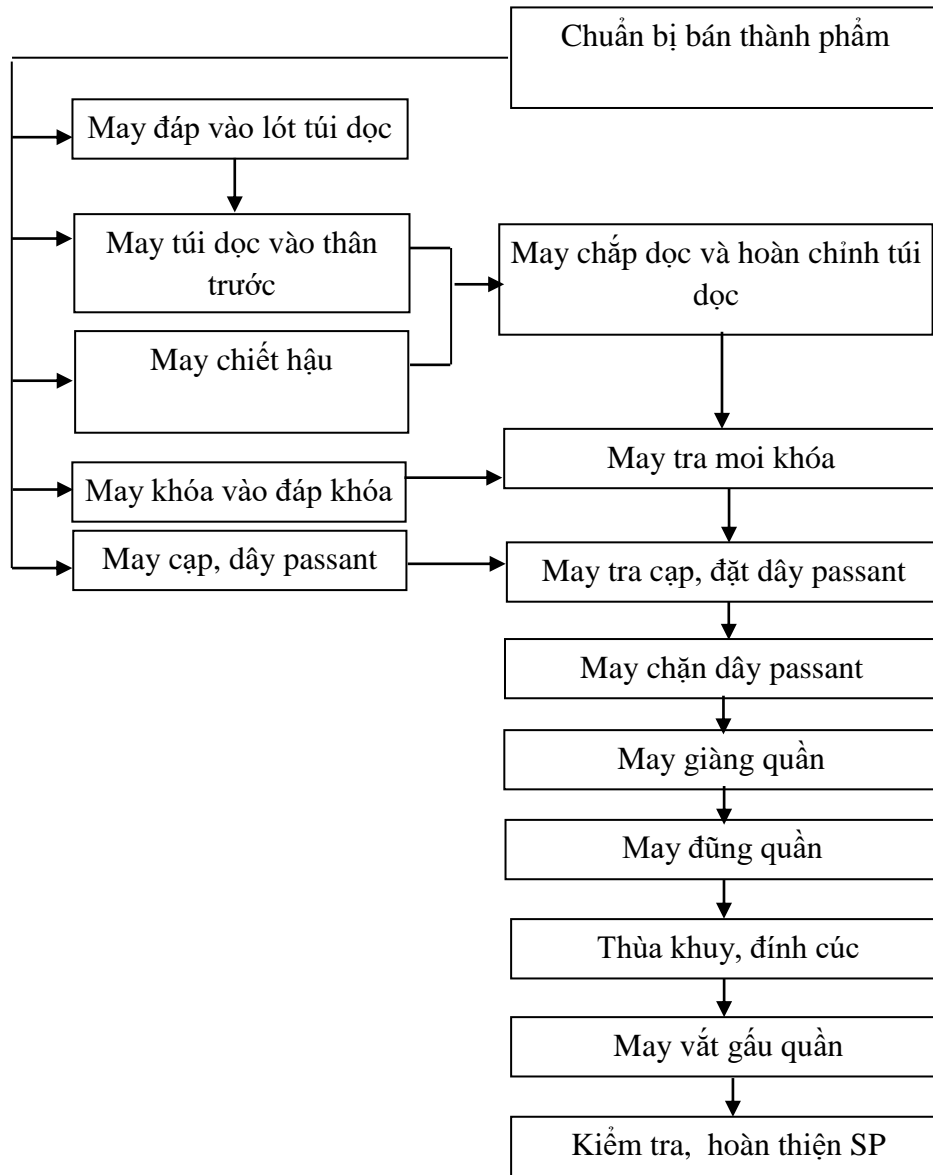 Chuẩn bị bán thành phẩm
May đáp vào lót túi dọc
May túi dọc vào thân
trước
May chắp dọc và hoàn chỉnh túi
dọc
May chiết hậu
May tra moi khóa
May khóa vào đáp khóa
May cạp, dây passant
May tra cạp, đặt dây passant
May chặn dây passant
May giàng quần
May đũng quần
Thùa khuy, đính cúc
May vắt gấu quần
Kiểm tra,  hoàn thiện SP